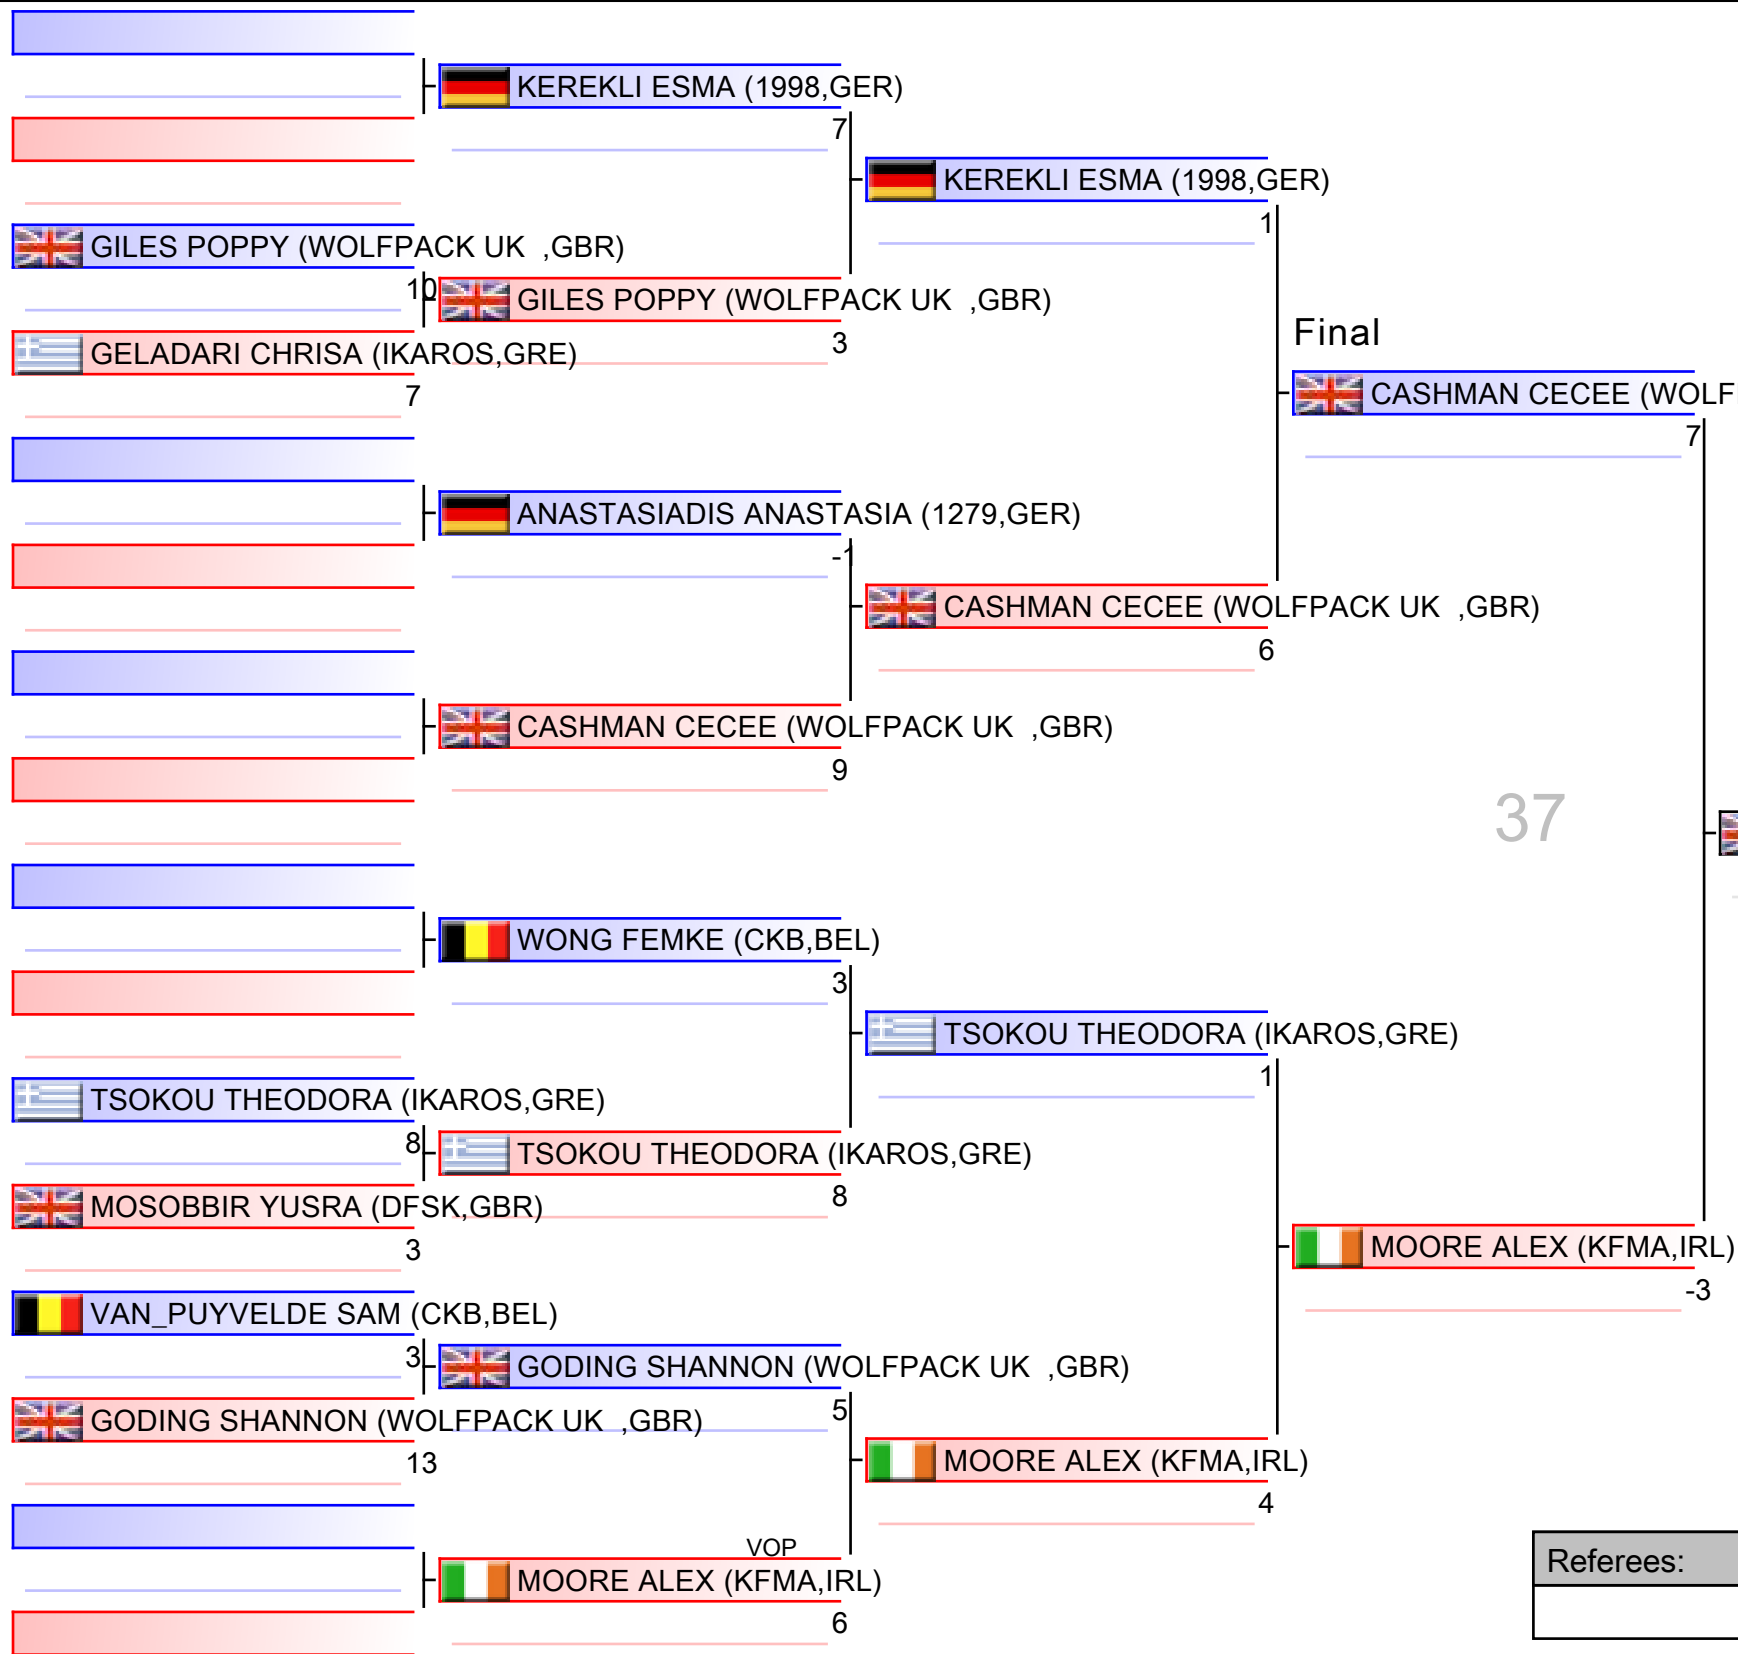 KEREKLI ESMA (1998,GER)
7
KEREKLI ESMA (1998,GER)
1
GILES POPPY (WOLFPACK UK  ,GBR)
10
GILES POPPY (WOLFPACK UK  ,GBR)
3
Final
GELADARI CHRISA (IKAROS,GRE)
7
CASHMAN CECEE (WOLF
7
ANASTASIADIS ANASTASIA (1279,GER)
-1
CASHMAN CECEE (WOLFPACK UK  ,GBR)
6
CASHMAN CECEE (WOLFPACK UK  ,GBR)
9
37
WONG FEMKE (CKB,BEL)
3
TSOKOU THEODORA (IKAROS,GRE)
1
TSOKOU THEODORA (IKAROS,GRE)
8
TSOKOU THEODORA (IKAROS,GRE)
8
MOSOBBIR YUSRA (DFSK,GBR)
3
MOORE ALEX (KFMA,IRL)
-3
VAN_PUYVELDE SAM (CKB,BEL)
3
GODING SHANNON (WOLFPACK UK  ,GBR)
5
GODING SHANNON (WOLFPACK UK  ,GBR)
13
MOORE ALEX (KFMA,IRL)
4
VOP
MOORE ALEX (KFMA,IRL)
6
Referees: